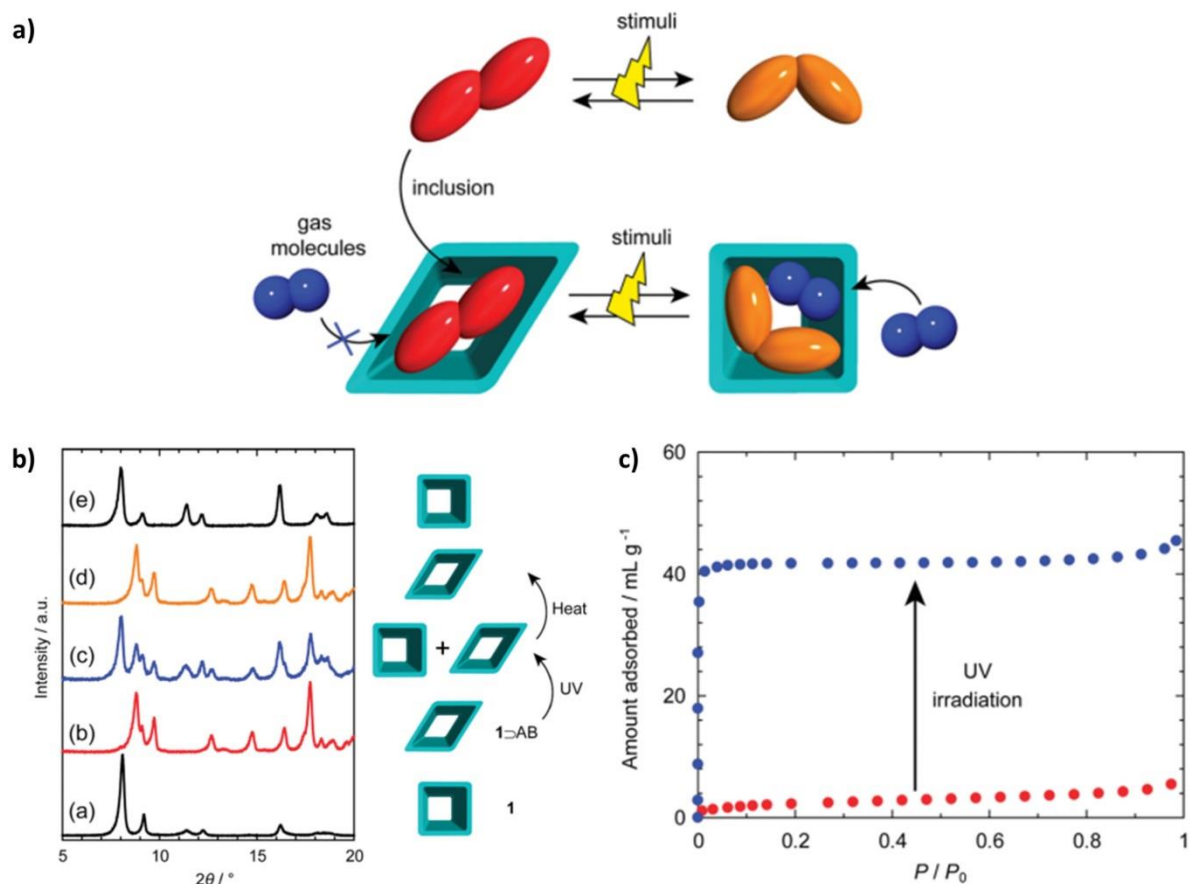 a)
stimuli
inclusion
gas
molecules
stimuli
b)
(e)
(d)
(c)
(b)
(a)
Intensity / a.u.
5 10 15 20
2θ / °
Heat
+
UV
1⊃AB
1
c)
60
40
20
0
Amount adsorbed / mL g⁻¹
UV
irradiation
0 0.2 0.4 0.6 0.8 1
P / P₀